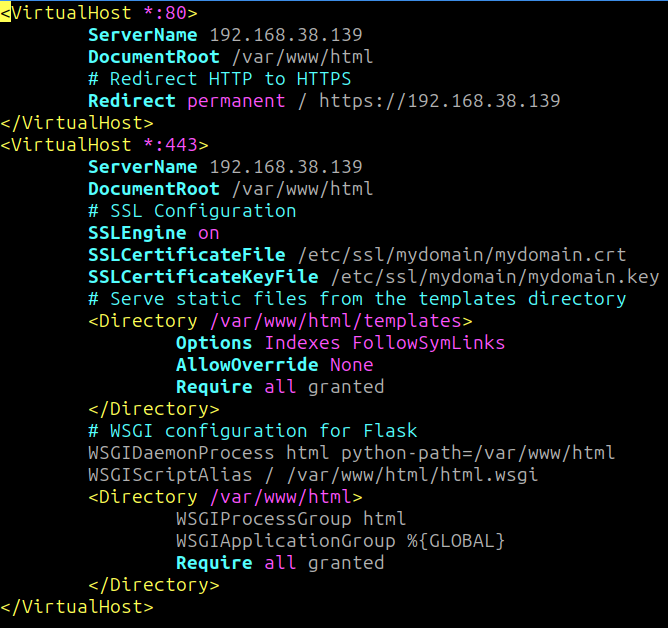 <VirtualHost *:80>
ServerName 192.168.38.139
DocumentRoot /var/www/html
# Redirect HTTP to HTTPS
Redirect permanent / https://192.168.38.139
</VirtualHost>
<VirtualHost *:443>
ServerName 192.168.38.139
DocumentRoot /var/www/html
# SSL Configuration
SSLEngine on
SSLCertificateFile /etc/ssl/mydomain/mydomain.crt
SSLCertificateKeyFile /etc/ssl/mydomain/mydomain.key
# Serve static files from the templates directory
<Directory /var/www/html/templates>
Options Indexes FollowSymLinks
AllowOverride None
Require all granted
</Directory>
# WSGI configuration for Flask
WSGIDaemonProcess html python-path=/var/www/html
WSGIScriptAlias / /var/www/html/html.wsgi
<Directory /var/www/html>
WSGIProcessGroup html
WSGIApplicationGroup %{GLOBAL}
Require all granted
</Directory>
</VirtualHost>